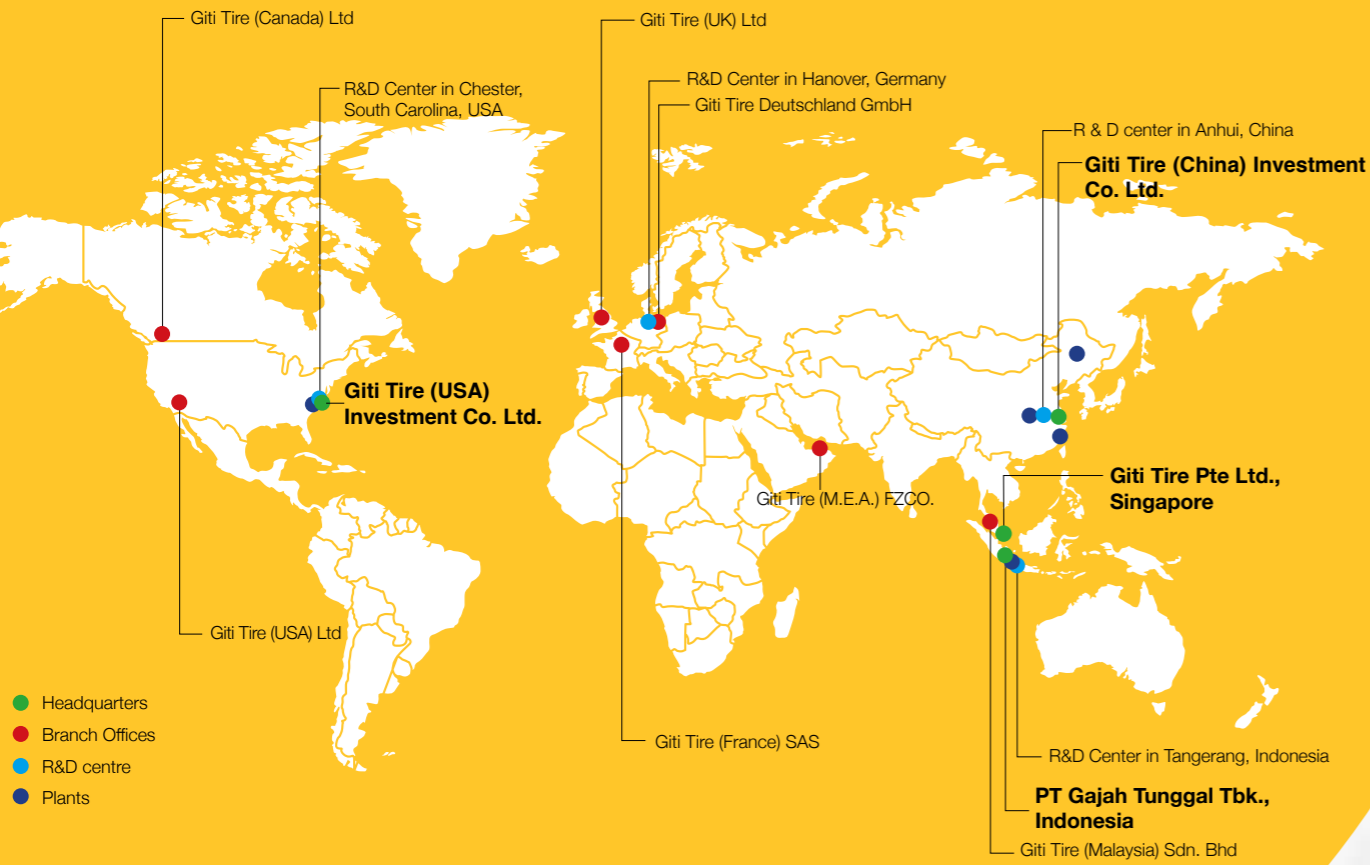 Giti Tire (Canada) Ltd
Giti Tire (UK) Ltd
R&D Center in Chester,
South Carolina, USA
R&D Center in Hanover, Germany
Giti Tire Deutschland GmbH
R & D center in Anhui, China
Giti Tire (China) Investment
Co. Ltd.
Giti Tire (USA)
Investment Co. Ltd.
Giti Tire (M.E.A.) FZCO.
Giti Tire Pte Ltd.,
Singapore
Giti Tire (USA) Ltd
Giti Tire (France) SAS
R&D Center in Tangerang, Indonesia
PT Gajah Tunggal Tbk.,
Indonesia
Giti Tire (Malaysia) Sdn. Bhd
Headquarters
Branch Offices
R&D centre
Plants